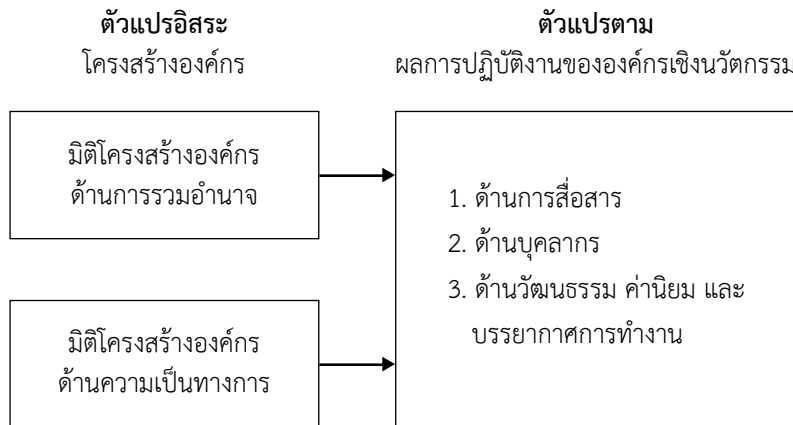 ตัวแปรอิสระ
โครงสร้างองค์กร
ตัวแปรตาม
ผลการปฏิบัติงานขององค์กรเชิงนวัตกรรม
มิติโครงสร้างองค์กร
ด้านการรวมอำนาจ
มิติโครงสร้างองค์กร
ด้านความเป็นทางการ
1. ด้านการสื่อสาร
2. ด้านบุคลากร
3. ด้านวัฒนธรรม ค่านิยม และ
บรรยากาศการทำงาน